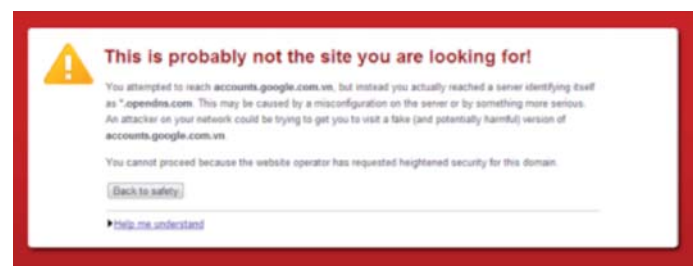 This is probably not the site you are looking for!
You attempted to reach accounts.google.com.vn, but instead you actually reached a server identifying itself
as *.opendns.com. This may be caused by a misconfiguration on the server or by something more serious.
An attacker on your network could be trying to get you to visit a fake (and potentially harmful) version of
accounts.google.com.vn.
You cannot proceed because the website operator has requested heightened security for this domain.
Back to safety
Help me understand